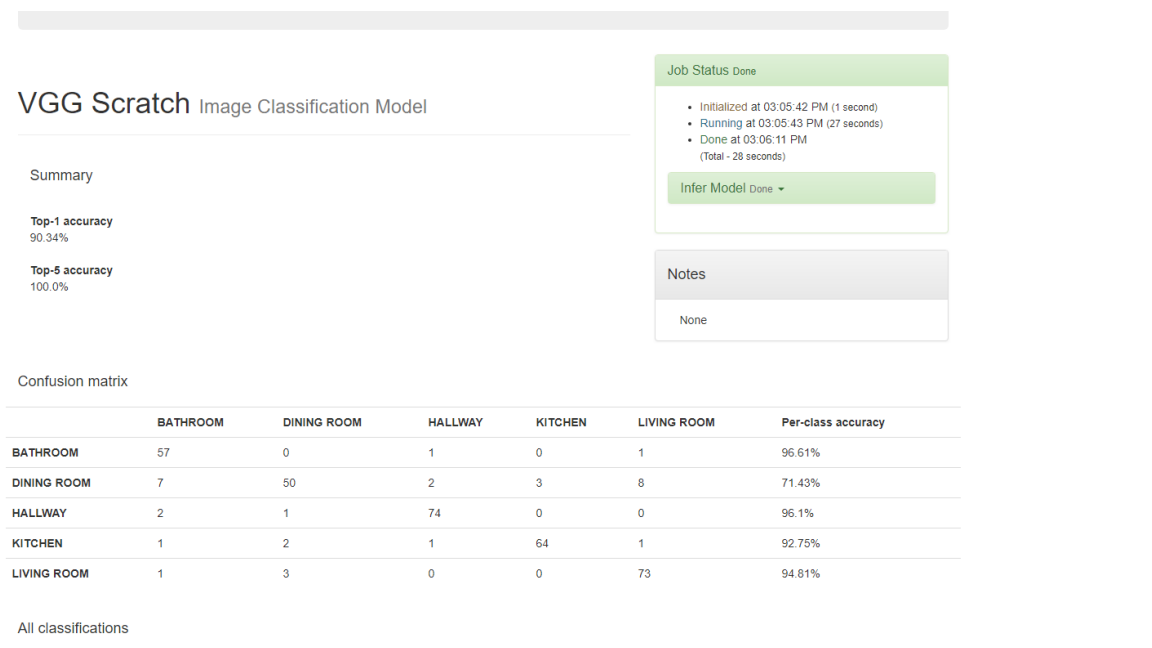 VGG Scratch Image Classification Model
Summary
Top-1 accuracy
90.34%
Top-5 accuracy
100.0%
Job Status Done
Initialized at 03:05:42 PM (1 second)
Running at 03:05:43 PM (27 seconds)
Done at 03:06:11 PM
(Total - 28 seconds)
Infer Model Done
Notes
None
Confusion matrix
BATHROOM DINING ROOM HALLWAY KITCHEN LIVING ROOM Per-class accuracy
BATHROOM 57 0 1 0 1 96.61%
DINING ROOM 7 50 2 3 8 71.43%
HALLWAY 2 1 74 0 0 96.1%
KITCHEN 1 2 1 64 1 92.75%
LIVING ROOM 1 3 0 0 73 94.81%
All classifications